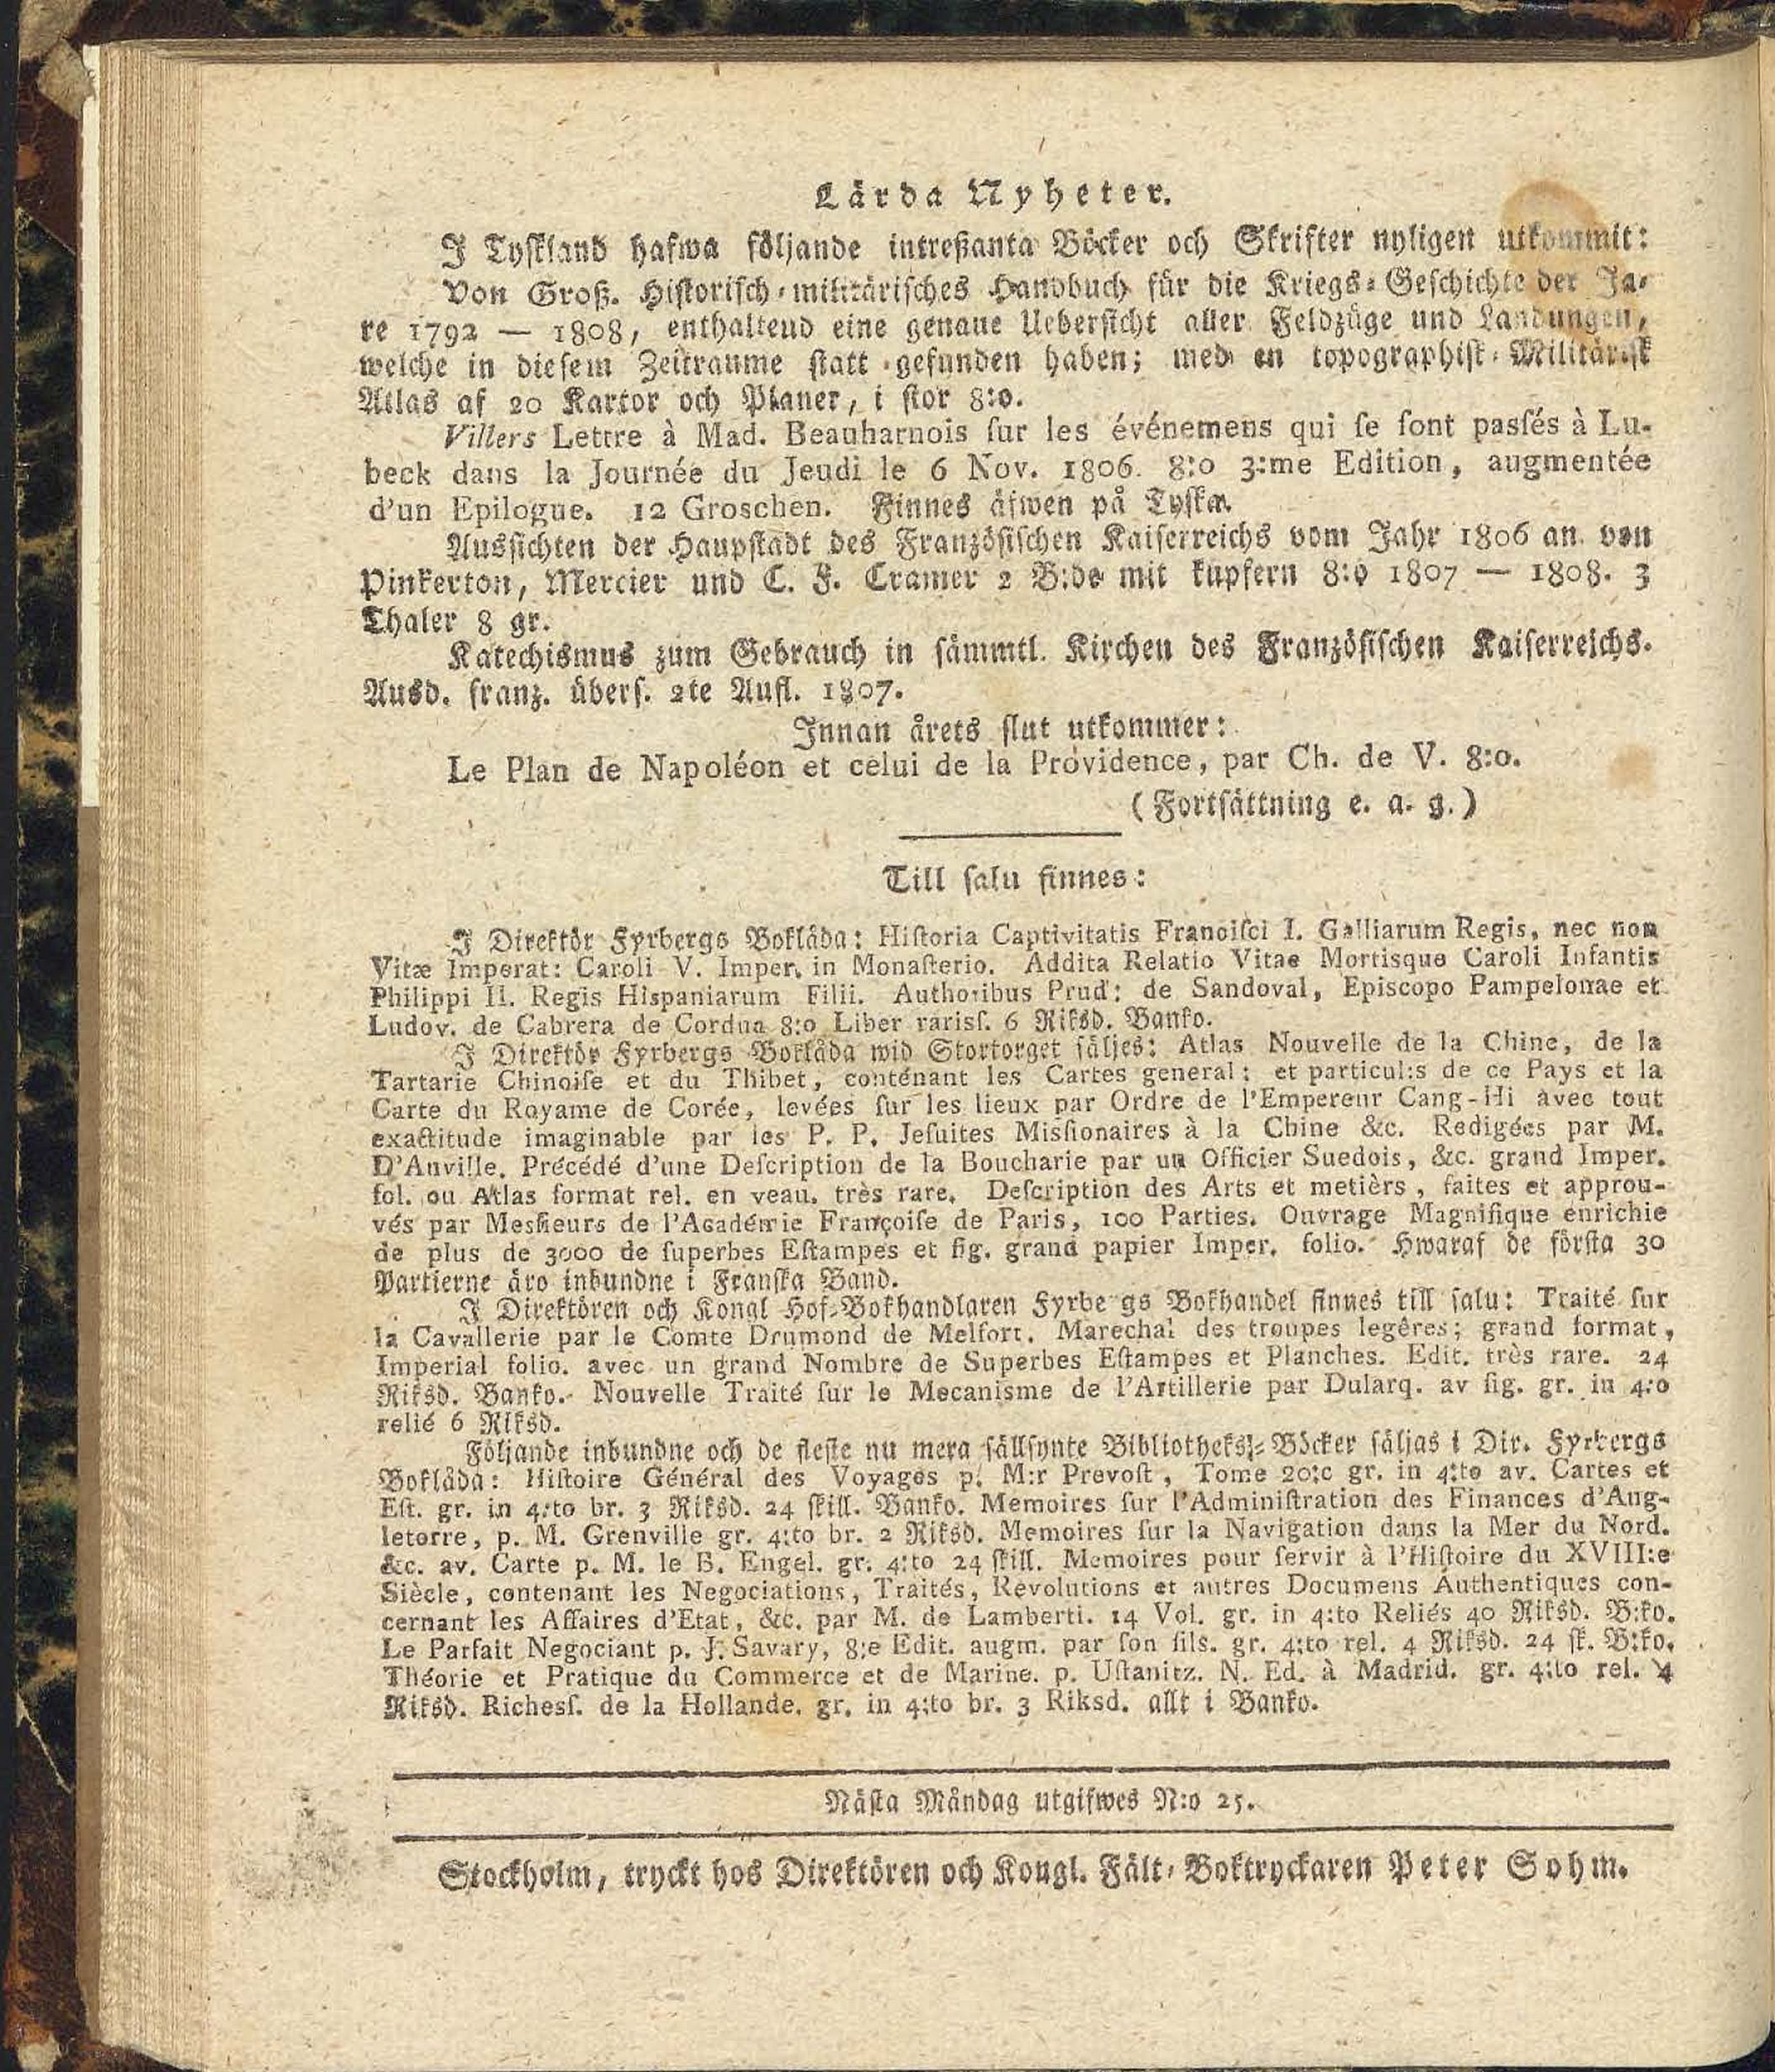 Lärda Nyheter.
I Tyskland hafwa följande intreßanta Böcker och Skrifter nyligen utkommit:
Von Groß. Historisch-militärisches Handbuch für die Kriegs-Geschichte der Ja-
re 1792 — 1808, enthaltend eine genaue Uebersicht aller Feldzüge und Landungen,
welche in diesem Zeitraume statt gefunden haben; med en topographisk-Militärisk
Atlas af 20 Kartor och Planer, i stor 8:o.
Villers Lettre à Mad. Beauharnois ſur les événemens qui ſe ſont paſſés à Lu-
beck dans la Journée du Jeudi le 6 Nov. 1806. 8:o 3:me Edition, augmentée
d'un Epilogue. 12 Groschen. Finnes äfwen på Tyska.
Aussichten der Haupstadt des Französischen Kaiserreichs vom Jahr 1806 an. von
Pinkerton, Mercier und C. F. Cramer 2 B:de mit kupfern 8:o 1807 — 1808. 3
Thaler 8 gr.
Katechismus zum Gebrauch in sämmtl. Kirchen des Französischen Kaiserreichs.
Ausd. franz. übers. 2te Aufl. 1807.
Innan årets slut utkommer:
Le Plan de Napoléon et celui de la Providence, par Ch. de V. 8:o.
(Fortsättning e. a. g.)
Till salu finnes:
I Direktör Fyrbergs Boklåda: Hiſtoria Captivitatis Franciſci I. Galliarum Regis, nec non
Vitæ Imperat: Caroli V. Imper. in Monaſterio. Addita Relatio Vitae Mortisque Caroli Infantis
Philippi II. Regis Hispaniarum Filii. Authoribus Prud: de Sandoval, Episcopo Pampelonae et
Ludov. de Cabrera de Cordua 8:o Liber rariſſ. 6 Riksd. Banko.
I Direktör Fyrbergs Boklåda wid Stortorget säljes: Atlas Nouvelle de la Chine, de la
Tartarie Chinoiſe et du Thibet, conténant les Cartes general: et particul:s de ce Pays et la
Carte du Royame de Corée, levées ſur les lieux par Ordre de l'Empereur Cang-Hi avec tout
exactitude imaginable par les P. P. Jeſuites Miſſionaires à la Chine &c. Redigées par M.
D'Anville. Précédé d'une Deſcription de la Boucharie par un Officier Suedois, &c. grand Imper.
fol. ou Atlas format rel. en veau. très rare. Deſcription des Arts et metièrs, faites et approu-
vés par Meſſieurs de l'Académie Françoiſe de Paris, 100 Parties. Ouvrage Magnifique enrichie
de plus de 3000 de ſuperbes Eſtampes et fig. grand papier Imper. folio. Hwaraf de första 30
Partierne äro inbundne i Franska Band.
I Direktören och Kongl Hof-Bokhandlaren Fyrbergs Bokhandel finnes till salu: Traité ſur
la Cavallerie par le Comte Drumond de Melfort. Marechal des troupes legêres; grand format,
Imperial folio. avec un grand Nombre de Superbes Eſtampes et Planches. Edit. très rare. 24
Riksd. Banko. Nouvelle Traité ſur le Mecanisme de l'Artillerie par Dularq. av fig. gr. in 4:o
relié 6 Riksd.
Följande inbundne och de fleste nu mera sällsynte Bibliotheks-Böcker säljas i Dir. Fyrbergs
Boklåda: Hiſtoire Général des Voyages p. M:r Prevoſt, Tome 20:c gr. in 4:to av. Cartes et
Eſt. gr. in 4:to br. 3 Riksd. 24 skill. Banko. Memoires ſur l'Adminiſtration des Finances d'Ang-
leterre, p. M. Grenville gr. 4:to br. 2 Riksd. Memoires ſur la Navigation dans la Mer du Nord.
&c. av. Carte p. M. le B. Engel. gr. 4:to 24 skill. Memoires pour ſervir à l'Hiſtoire du XVIII:e
Siècle, contenant les Negociations, Traités, Revolutions et autres Documens Authentiques con-
cernant les Affaires d'Etat, &c. par M. de Lamberti. 14 Vol. gr. in 4:to Reliés 40 Riksd. B:ko.
Le Parfait Negociant p. J. Savary, 8:e Edit. augm. par ſon fils. gr. 4:to rel. 4 Riksd. 24 sk. B:ko.
Théorie et Pratique du Commerce et de Marine. p. Uſtanitz. N. Ed. à Madrid. gr. 4:to rel. 4
Riksd. Richeſſ. de la Hollande. gr. in 4:to br. 3 Riksd. allt i Banko.
Nästa Måndag utgifwes N:o 25.
Stockholm, tryckt hos Direktören och Kongl. Fält-Boktryckaren Peter Sohm.